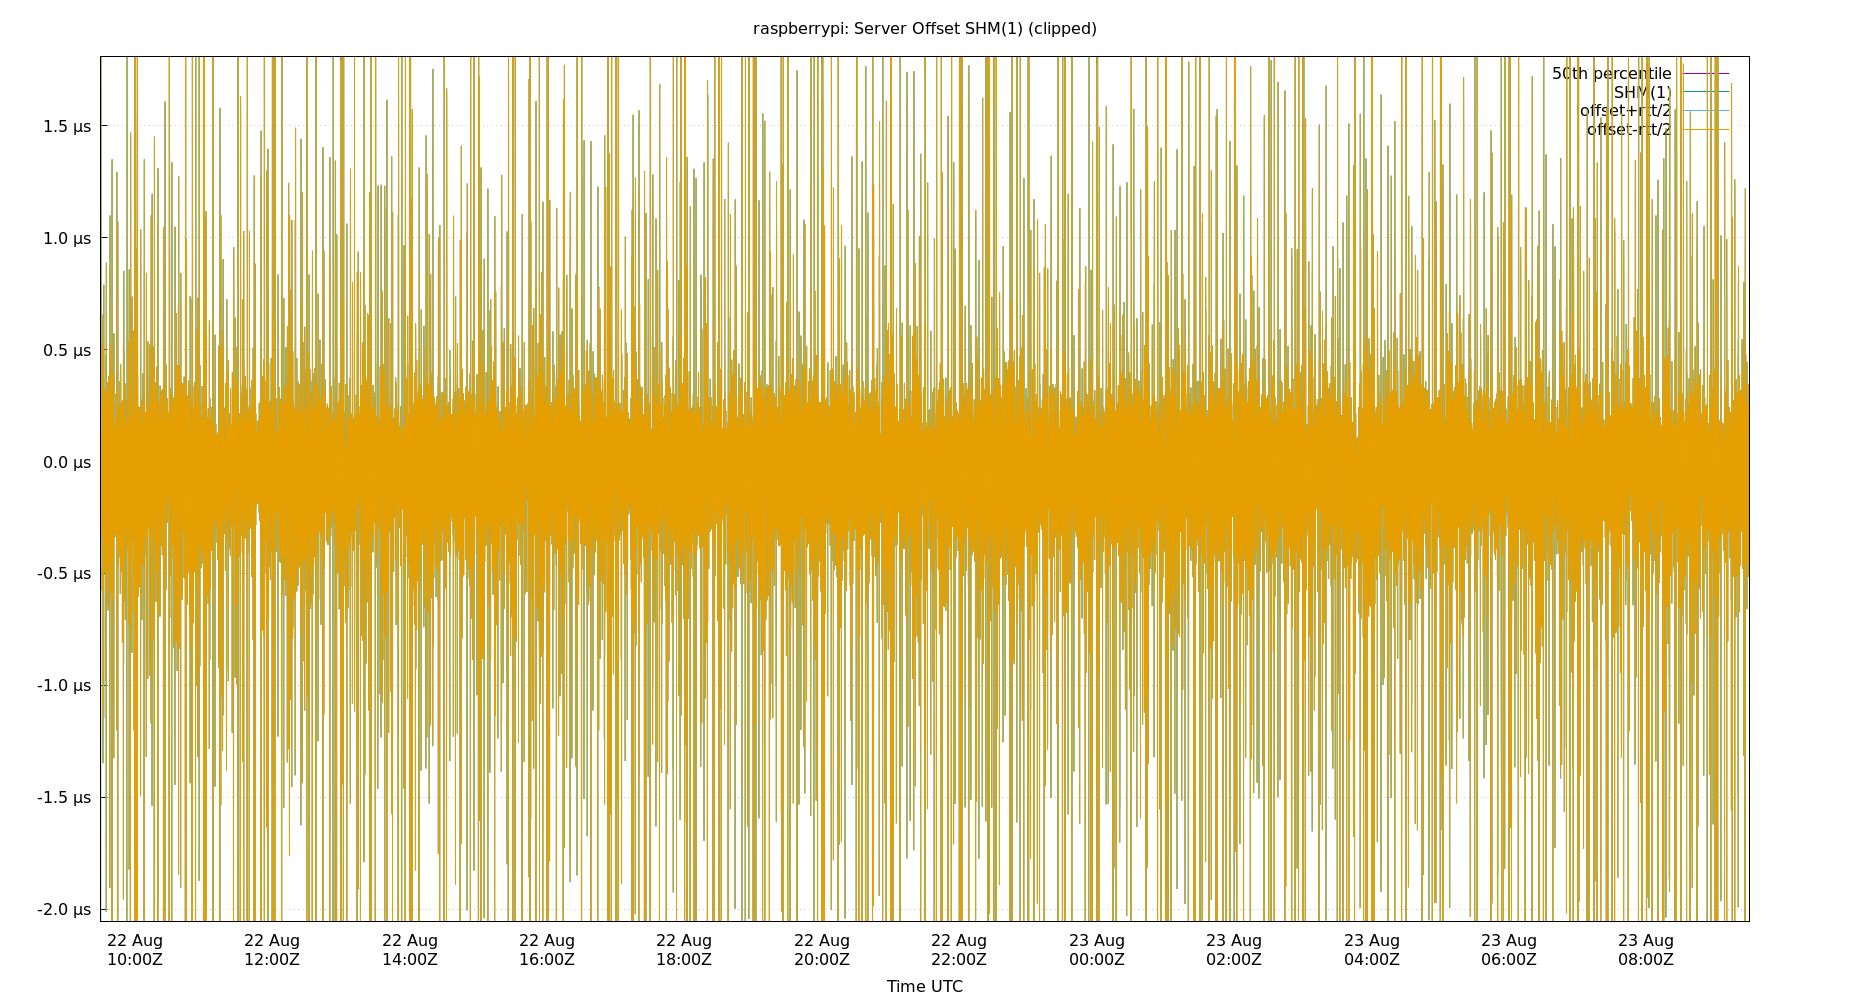 raspberrypi: Server Offset SHM(1) (clipped)
50th percentile
SHM(1)
offset+rtt/2
offset-rtt/2
1.5 µs
1.0 µs
0.5 µs
0.0 µs
-0.5 µs
-1.0 µs
-1.5 µs
-2.0 µs
22 Aug 22 Aug 22 Aug 22 Aug 22 Aug 22 Aug 22 Aug 23 Aug 23 Aug 23 Aug 23 Aug 23 Aug
10:00Z 12:00Z 14:00Z 16:00Z 18:00Z 20:00Z 22:00Z 00:00Z 02:00Z 04:00Z 06:00Z 08:00Z
Time UTC